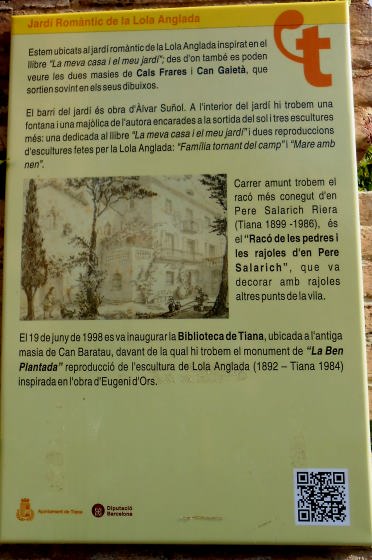 Jardí Romàntic de la Lola Anglada
Estem ubicats al jardí romàntic de la Lola Anglada inspirat en el
llibre "La meva casa i el meu jardí"; des d'on també es poden
veure les dues masies de Cals Frares i Can Gaietà, que
sortien sovint en els seus dibuixos.
El barri del jardí és obra d'Àlvar Suñol. A l'interior del jardí hi trobem una
fontana i una majòlica de l'autora encarades a la sortida del sol i tres escultures
més: una dedicada al llibre "La meva casa i el meu jardí" i dues reproduccions
d'escultures fetes per la Lola Anglada: "Família tornant del camp" i "Mare amb
nen".
Carrer amunt trobem el
racó més conegut d'en
Pere Salarich Riera
(Tiana 1899 -1986), és
el "Racó de les pedres i
les rajoles d'en Pere
Salarich", que va
decorar amb rajoles
altres punts de la vila.
El 19 de juny de 1998 es va inaugurar la Biblioteca de Tiana, ubicada a l'antiga
masia de Can Baratau, davant de la qual hi trobem el monument de "La Ben
Plantada" reproducció de l'escultura de Lola Anglada (1892 – Tiana 1984)
inspirada en l'obra d'Eugeni d'Ors.
Ajuntament de Tiana
Diputació
Barcelona